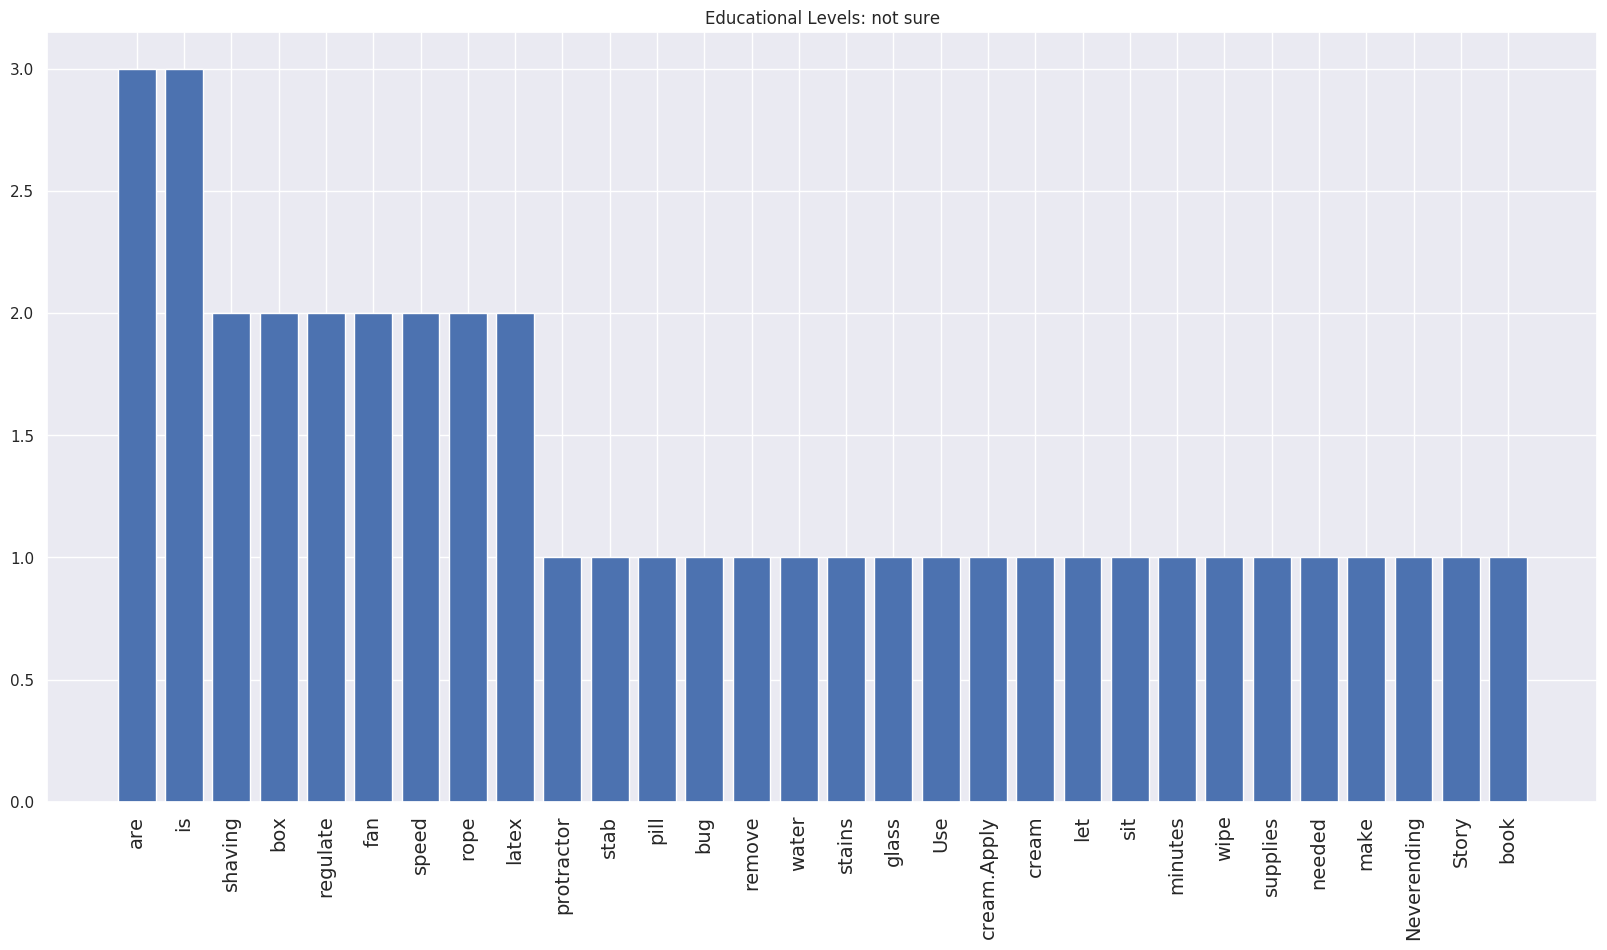 Educational Levels: not sure
3.0
2.5
2.0
1.5
1.0
0.5
0.0
are
is
shaving
box
regulate
fan
speed
rope
latex
protractor
stab
pill
bug
remove
water
stains
glass
Use
cream.Apply
cream
let
sit
minutes
wipe
supplies
needed
make
Neverending
Story
book